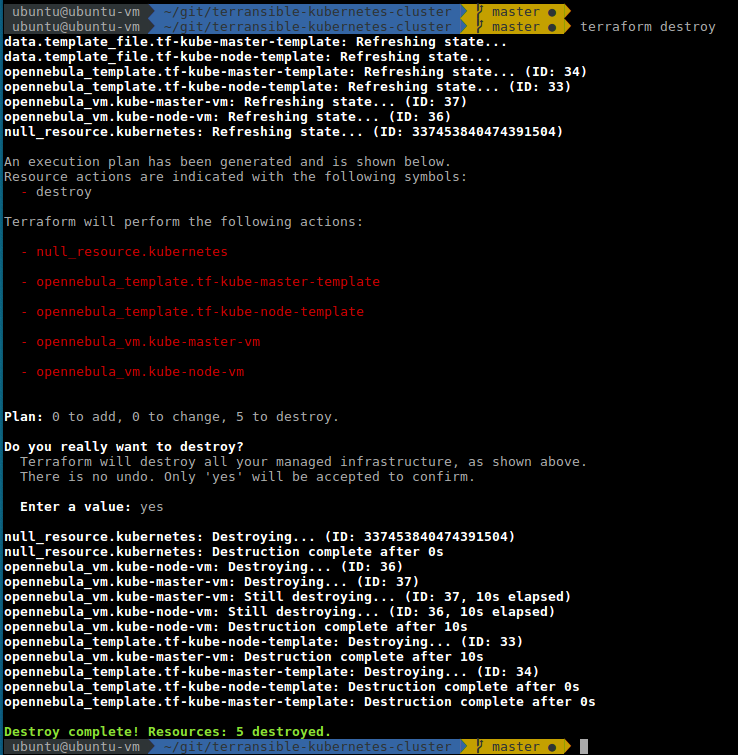 ubuntu@ubuntu-vm ~/git/terransible-kubernetes-cluster master ●
ubuntu@ubuntu-vm ~/git/terransible-kubernetes-cluster master ● terraform destroy
data.template_file.tf-kube-master-template: Refreshing state...
data.template_file.tf-kube-node-template: Refreshing state...
opennebula_template.tf-kube-master-template: Refreshing state... (ID: 34)
opennebula_template.tf-kube-node-template: Refreshing state... (ID: 33)
opennebula_vm.kube-master-vm: Refreshing state... (ID: 37)
opennebula_vm.kube-node-vm: Refreshing state... (ID: 36)
null_resource.kubernetes: Refreshing state... (ID: 337453840474391504)
An execution plan has been generated and is shown below.
Resource actions are indicated with the following symbols:
- destroy
Terraform will perform the following actions:
- null_resource.kubernetes
- opennebula_template.tf-kube-master-template
- opennebula_template.tf-kube-node-template
- opennebula_vm.kube-master-vm
- opennebula_vm.kube-node-vm
Plan: 0 to add, 0 to change, 5 to destroy.
Do you really want to destroy?
Terraform will destroy all your managed infrastructure, as shown above.
There is no undo. Only 'yes' will be accepted to confirm.
Enter a value: yes
null_resource.kubernetes: Destroying... (ID: 337453840474391504)
null_resource.kubernetes: Destruction complete after 0s
opennebula_vm.kube-node-vm: Destroying... (ID: 36)
opennebula_vm.kube-master-vm: Destroying... (ID: 37)
opennebula_vm.kube-master-vm: Still destroying... (ID: 37, 10s elapsed)
opennebula_vm.kube-node-vm: Still destroying... (ID: 36, 10s elapsed)
opennebula_vm.kube-node-vm: Destruction complete after 10s
opennebula_template.tf-kube-node-template: Destroying... (ID: 33)
opennebula_vm.kube-master-vm: Destruction complete after 10s
opennebula_template.tf-kube-master-template: Destroying... (ID: 34)
opennebula_template.tf-kube-node-template: Destruction complete after 0s
opennebula_template.tf-kube-master-template: Destruction complete after 0s
Destroy complete! Resources: 5 destroyed.
ubuntu@ubuntu-vm ~/git/terransible-kubernetes-cluster master ●